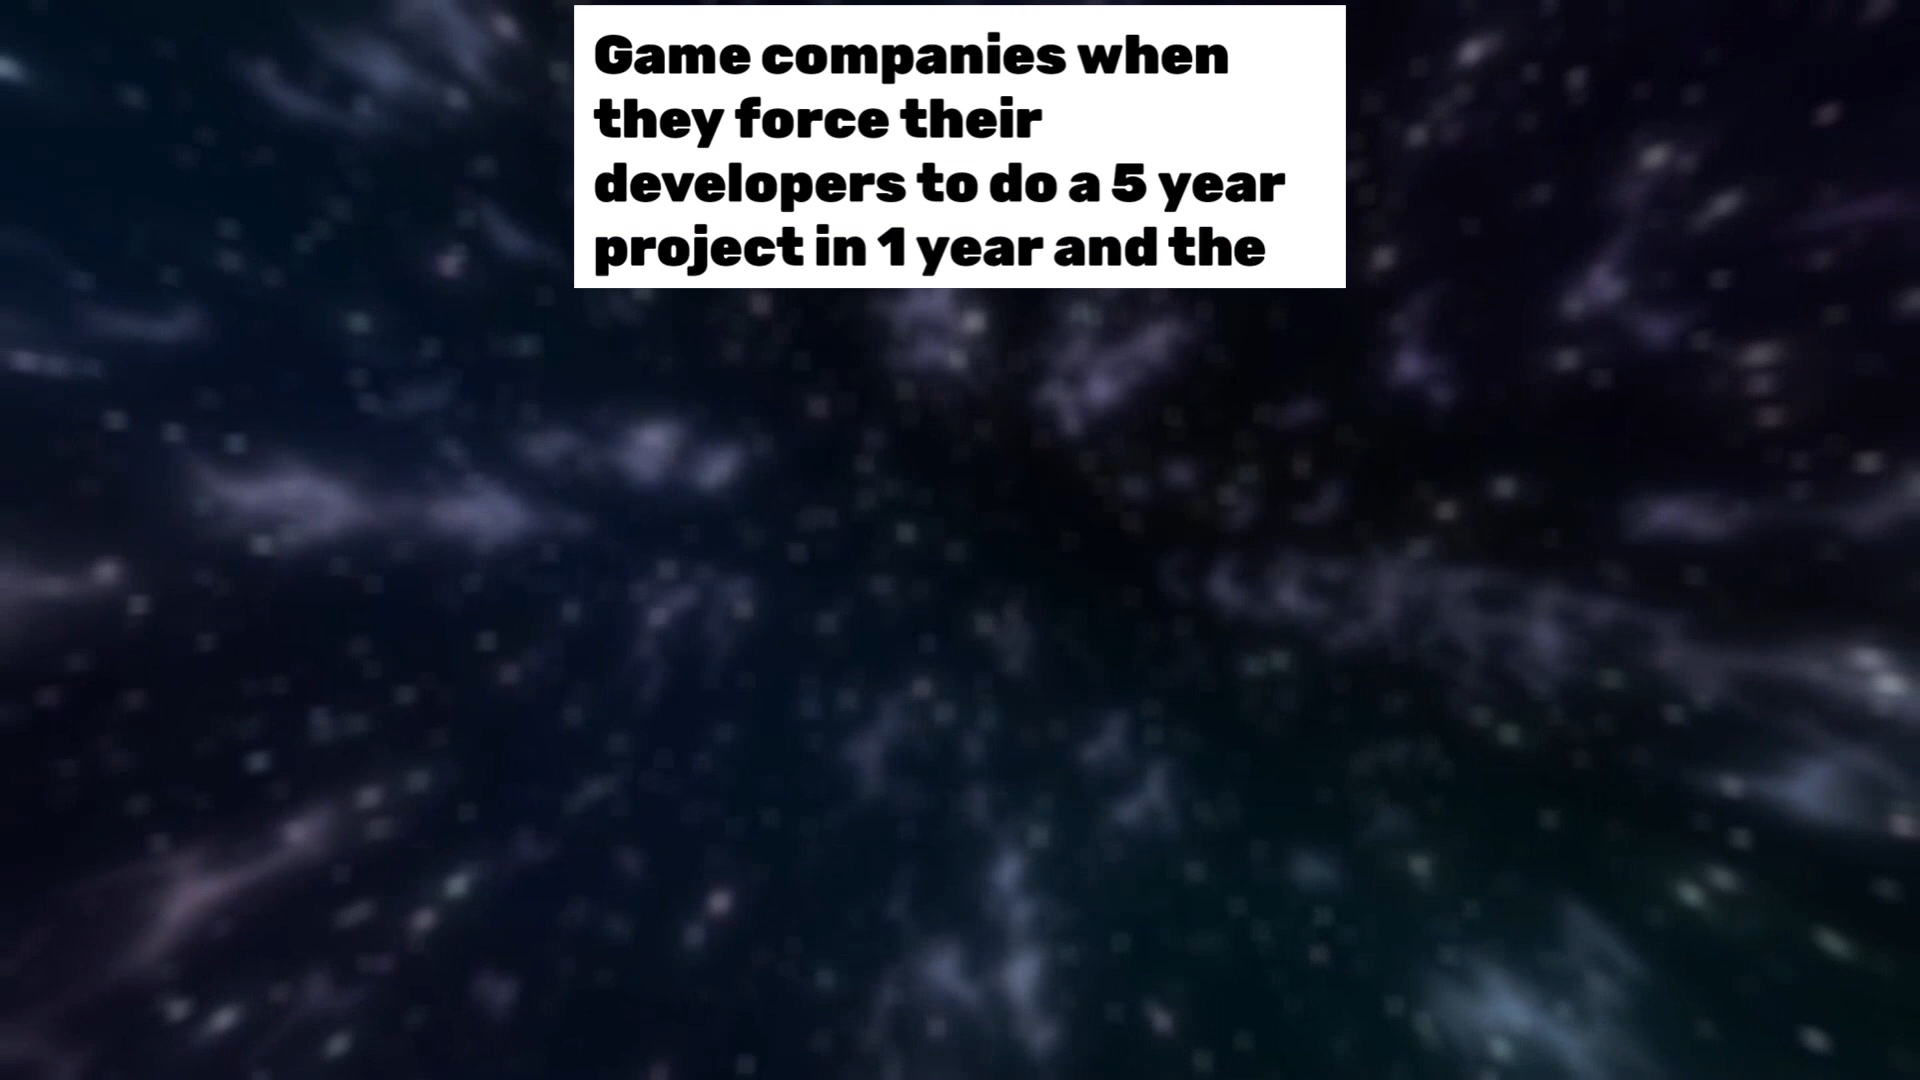 Game companies when
they force their
developers to do a 5 year
project in 1 year and the